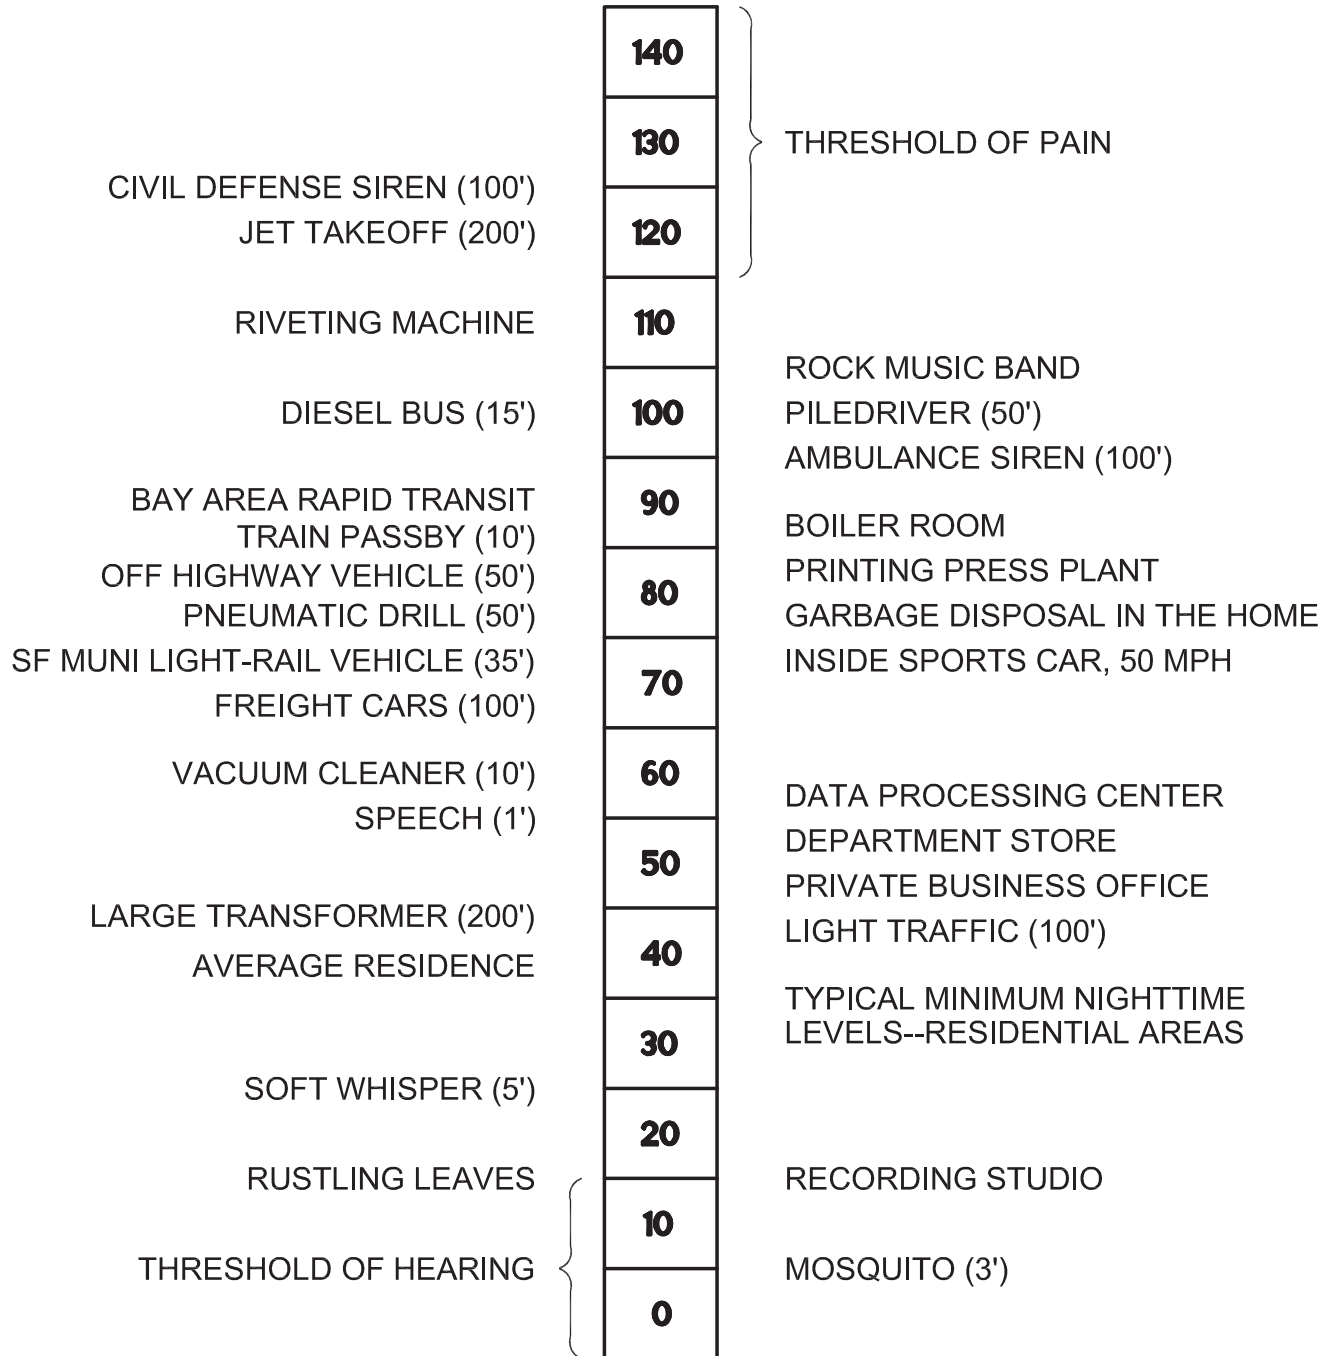 140
130
THRESHOLD OF PAIN
CIVIL DEFENSE SIREN (100')
JET TAKEOFF (200')
120
RIVETING MACHINE
110
ROCK MUSIC BAND
DIESEL BUS (15')
100
PILEDRIVER (50')
AMBULANCE SIREN (100')
BAY AREA RAPID TRANSIT
TRAIN PASSBY (10')
90
BOILER ROOM
OFF HIGHWAY VEHICLE (50')
PRINTING PRESS PLANT
80
PNEUMATIC DRILL (50')
GARBAGE DISPOSAL IN THE HOME
SF MUNI LIGHT-RAIL VEHICLE (35')
INSIDE SPORTS CAR, 50 MPH
70
FREIGHT CARS (100')
VACUUM CLEANER (10')
60
DATA PROCESSING CENTER
SPEECH (1')
DEPARTMENT STORE
50
PRIVATE BUSINESS OFFICE
LARGE TRANSFORMER (200')
LIGHT TRAFFIC (100')
40
AVERAGE RESIDENCE
TYPICAL MINIMUM NIGHTTIME
LEVELS--RESIDENTIAL AREAS
30
SOFT WHISPER (5')
20
RUSTLING LEAVES
RECORDING STUDIO
10
THRESHOLD OF HEARING
MOSQUITO (3')
0